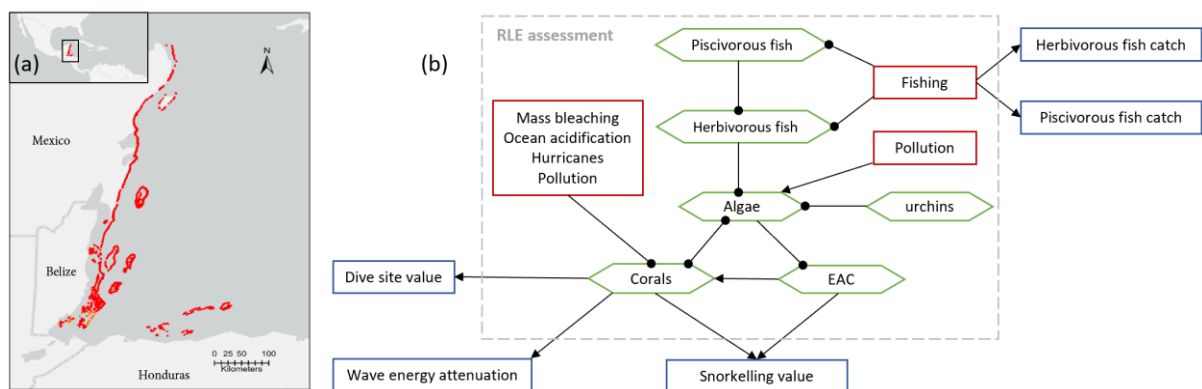 (a)
N
Mexico
Belize
Honduras
0 25 50 100
Kilometers
(b)
RLE assessment
Piscivorous fish
Herbivorous fish catch
Fishing
Piscivorous fish catch
Mass bleaching
Ocean acidification
Hurricanes
Pollution
Herbivorous fish
Pollution
Algae
urchins
Dive site value
Corals
EAC
Wave energy attenuation
Snorkelling value